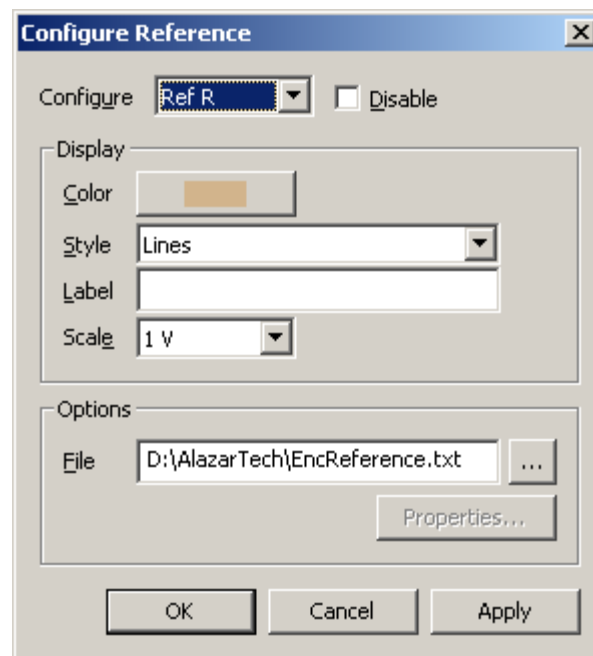 Configure Reference
Configure Ref R Disable
Display
Color
Style Lines
Label
Scale 1 V
Options
File D:\AlazarTech\EncReference.txt ...
Properties...
OK Cancel Apply